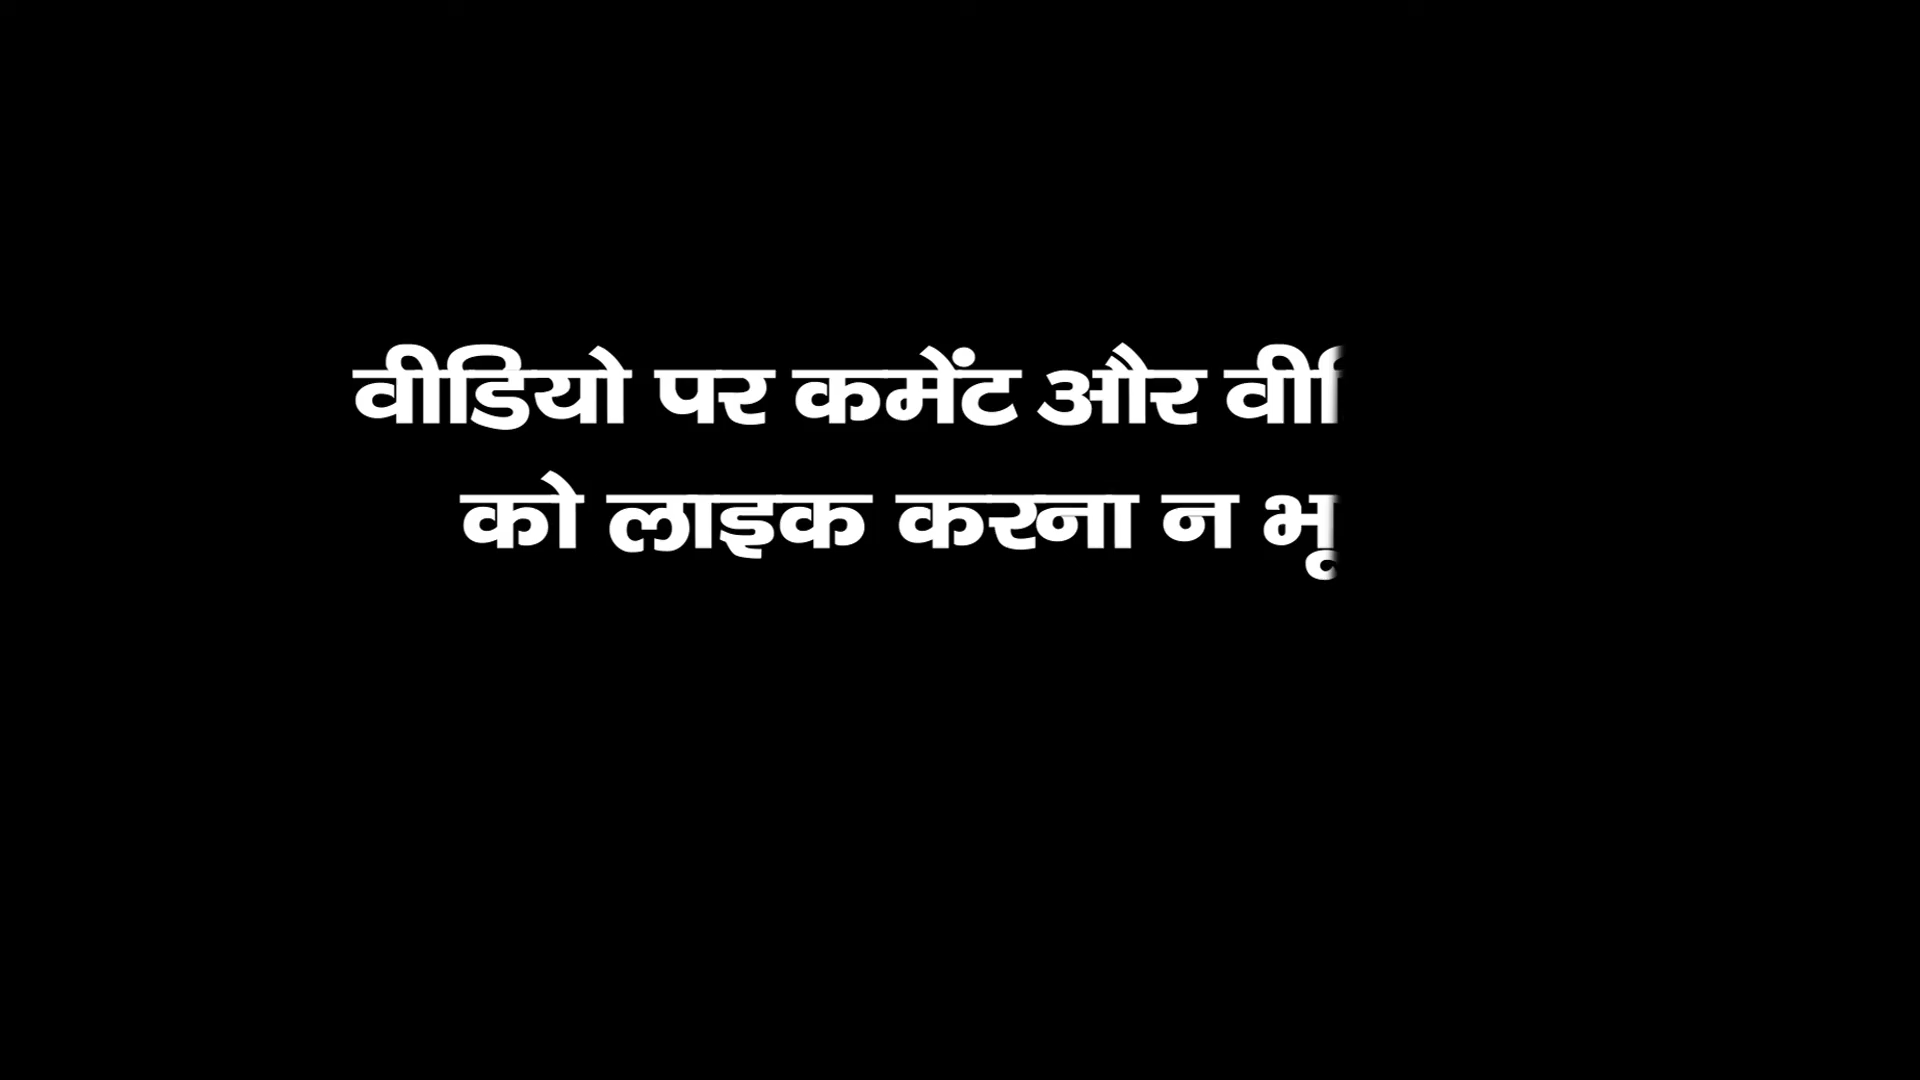 वीडियो पर कमेंट और
को लाइक करना न